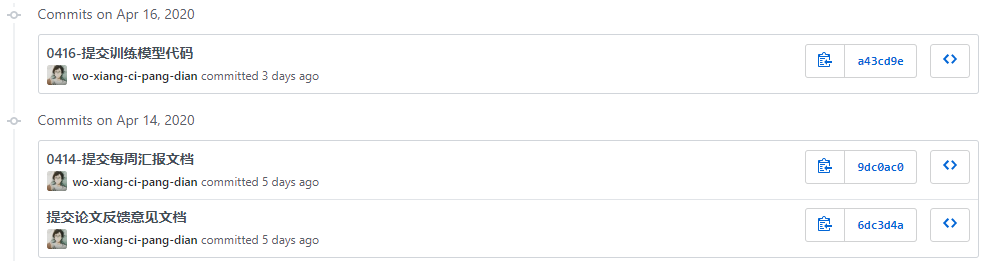 Commits on Apr 16, 2020
0416-提交训练模型代码
wo-xiang-ci-pang-dian committed 3 days ago
a43cd9e
Commits on Apr 14, 2020
0414-提交每周汇报文档
wo-xiang-ci-pang-dian committed 5 days ago
9dc0ac0
提交论文反馈意见文档
wo-xiang-ci-pang-dian committed 5 days ago
6dc3d4a